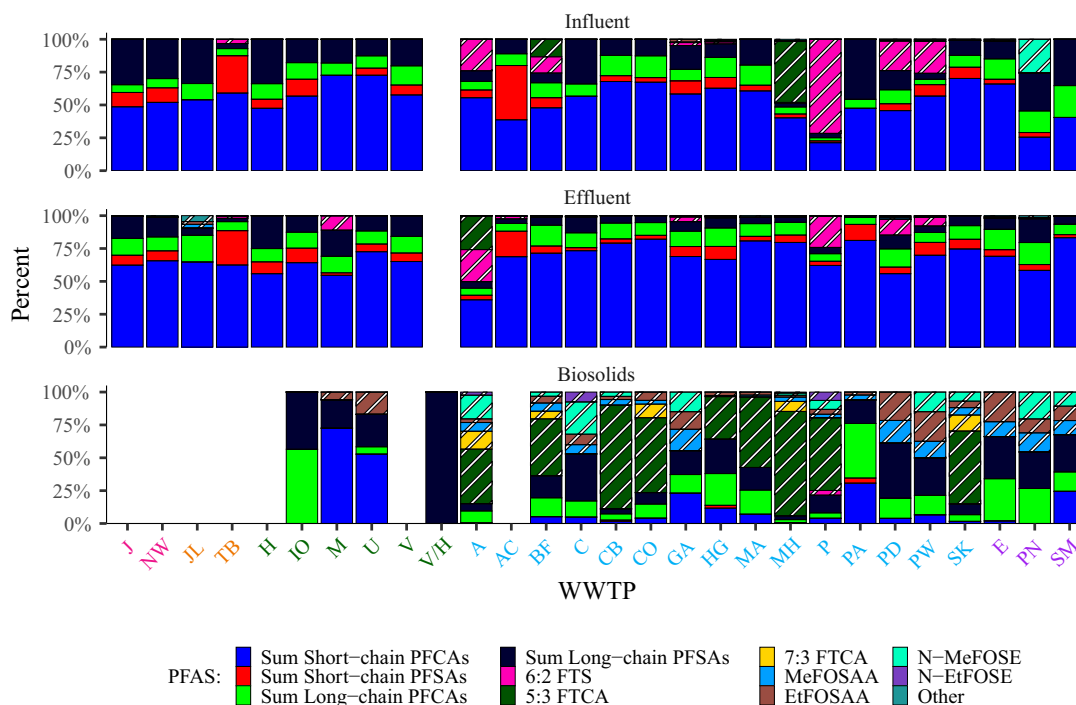 Influent
100%
75%
50%
25%
0%
Effluent
100%
75%
50%
25%
0%
Percent
Biosolids
100%
75%
50%
25%
0%
J NW JL TB H IO M U V V/H A AC BF C CB CO GA HG MA MH P PA PD PW SK E PN SM
WWTP
PFAS:
Sum Short−chain PFCAs
Sum Short−chain PFSAs
Sum Long−chain PFCAs
Sum Long−chain PFSAs
6:2 FTS
5:3 FTCA
7:3 FTCA
MeFOSAA
EtFOSAA
N−MeFOSE
N−EtFOSE
Other